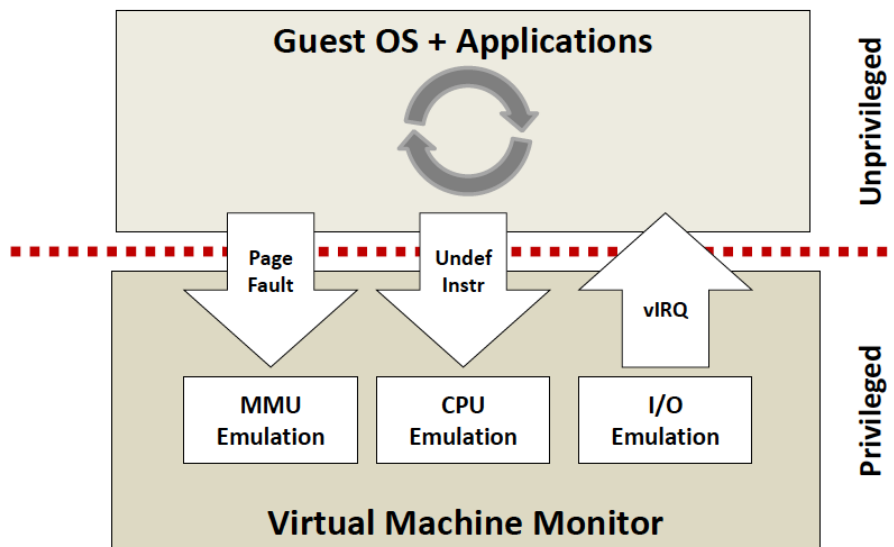 Guest OS + Applications
Unprivileged
Page
Fault
Undef
Instr
vIRQ
MMU
Emulation
CPU
Emulation
I/O
Emulation
Privileged
Virtual Machine Monitor